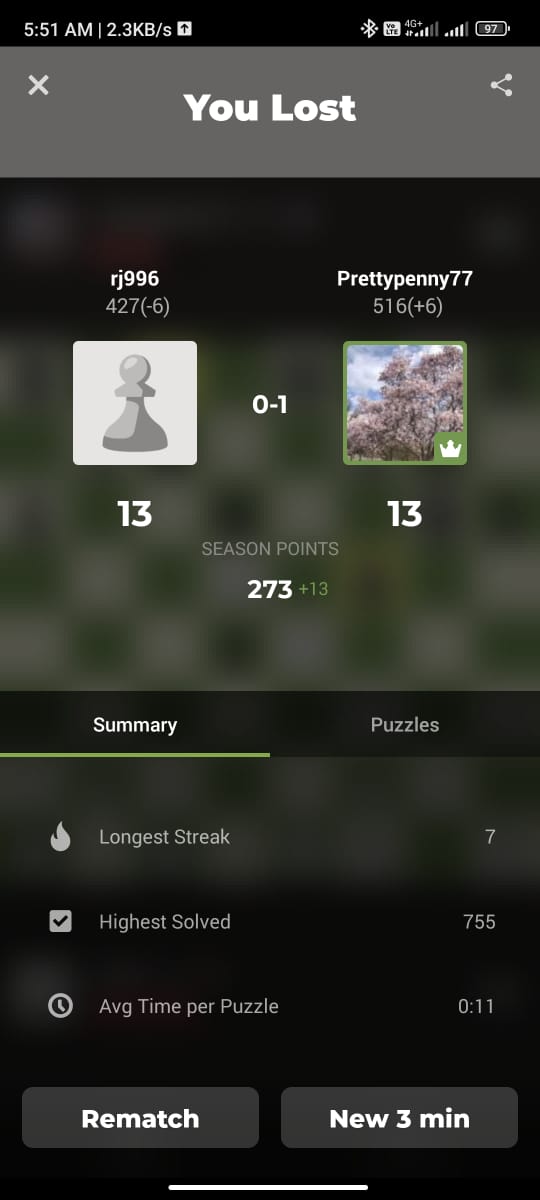 5:51 AM | 2.3KB/s
Vo LTE 4G+ 97
You Lost
rj996 Prettypenny77
427(-6) 516(+6)
0-1
13 13
SEASON POINTS
273 +13
Summary Puzzles
Longest Streak 7
Highest Solved 755
Avg Time per Puzzle 0:11
Rematch New 3 min